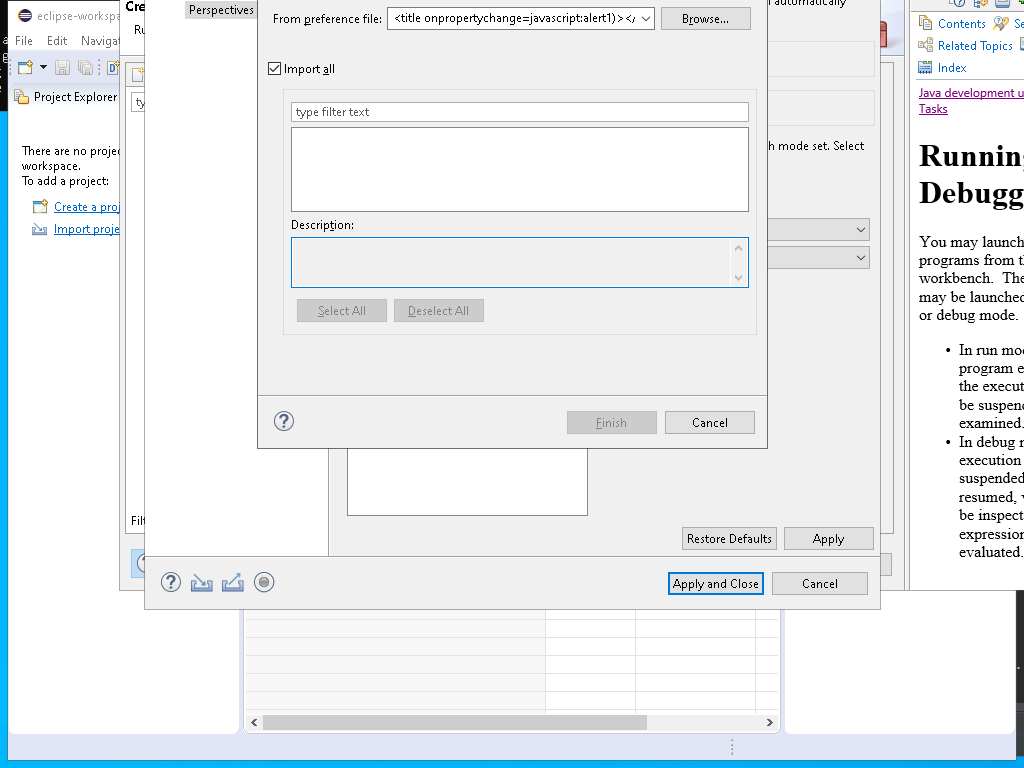 eclipse-workspa
File Edit Navigat
Project Explorer
There are no projec
workspace.
To add a project:
Create a proj
Import proje
Cre
Ru
ty
Filt
Perspectives
From preference file:
<title onpropertychange=javascript:alert1)></
Browse...
Import all
type filter text
Description:
Select All
Deselect All
Finish
Cancel
automatically
h mode set. Select
Restore Defaults
Apply
Apply and Close
Cancel
Contents
Se
Related Topics
Index
Java development u
Tasks
Running
Debugg
You may launch
programs from th
workbench. The
may be launched
or debug mode.
• In run mod
program e
the execut
be suspend
examined.
• In debug m
execution
suspended
resumed, v
be inspect
expression
evaluated.